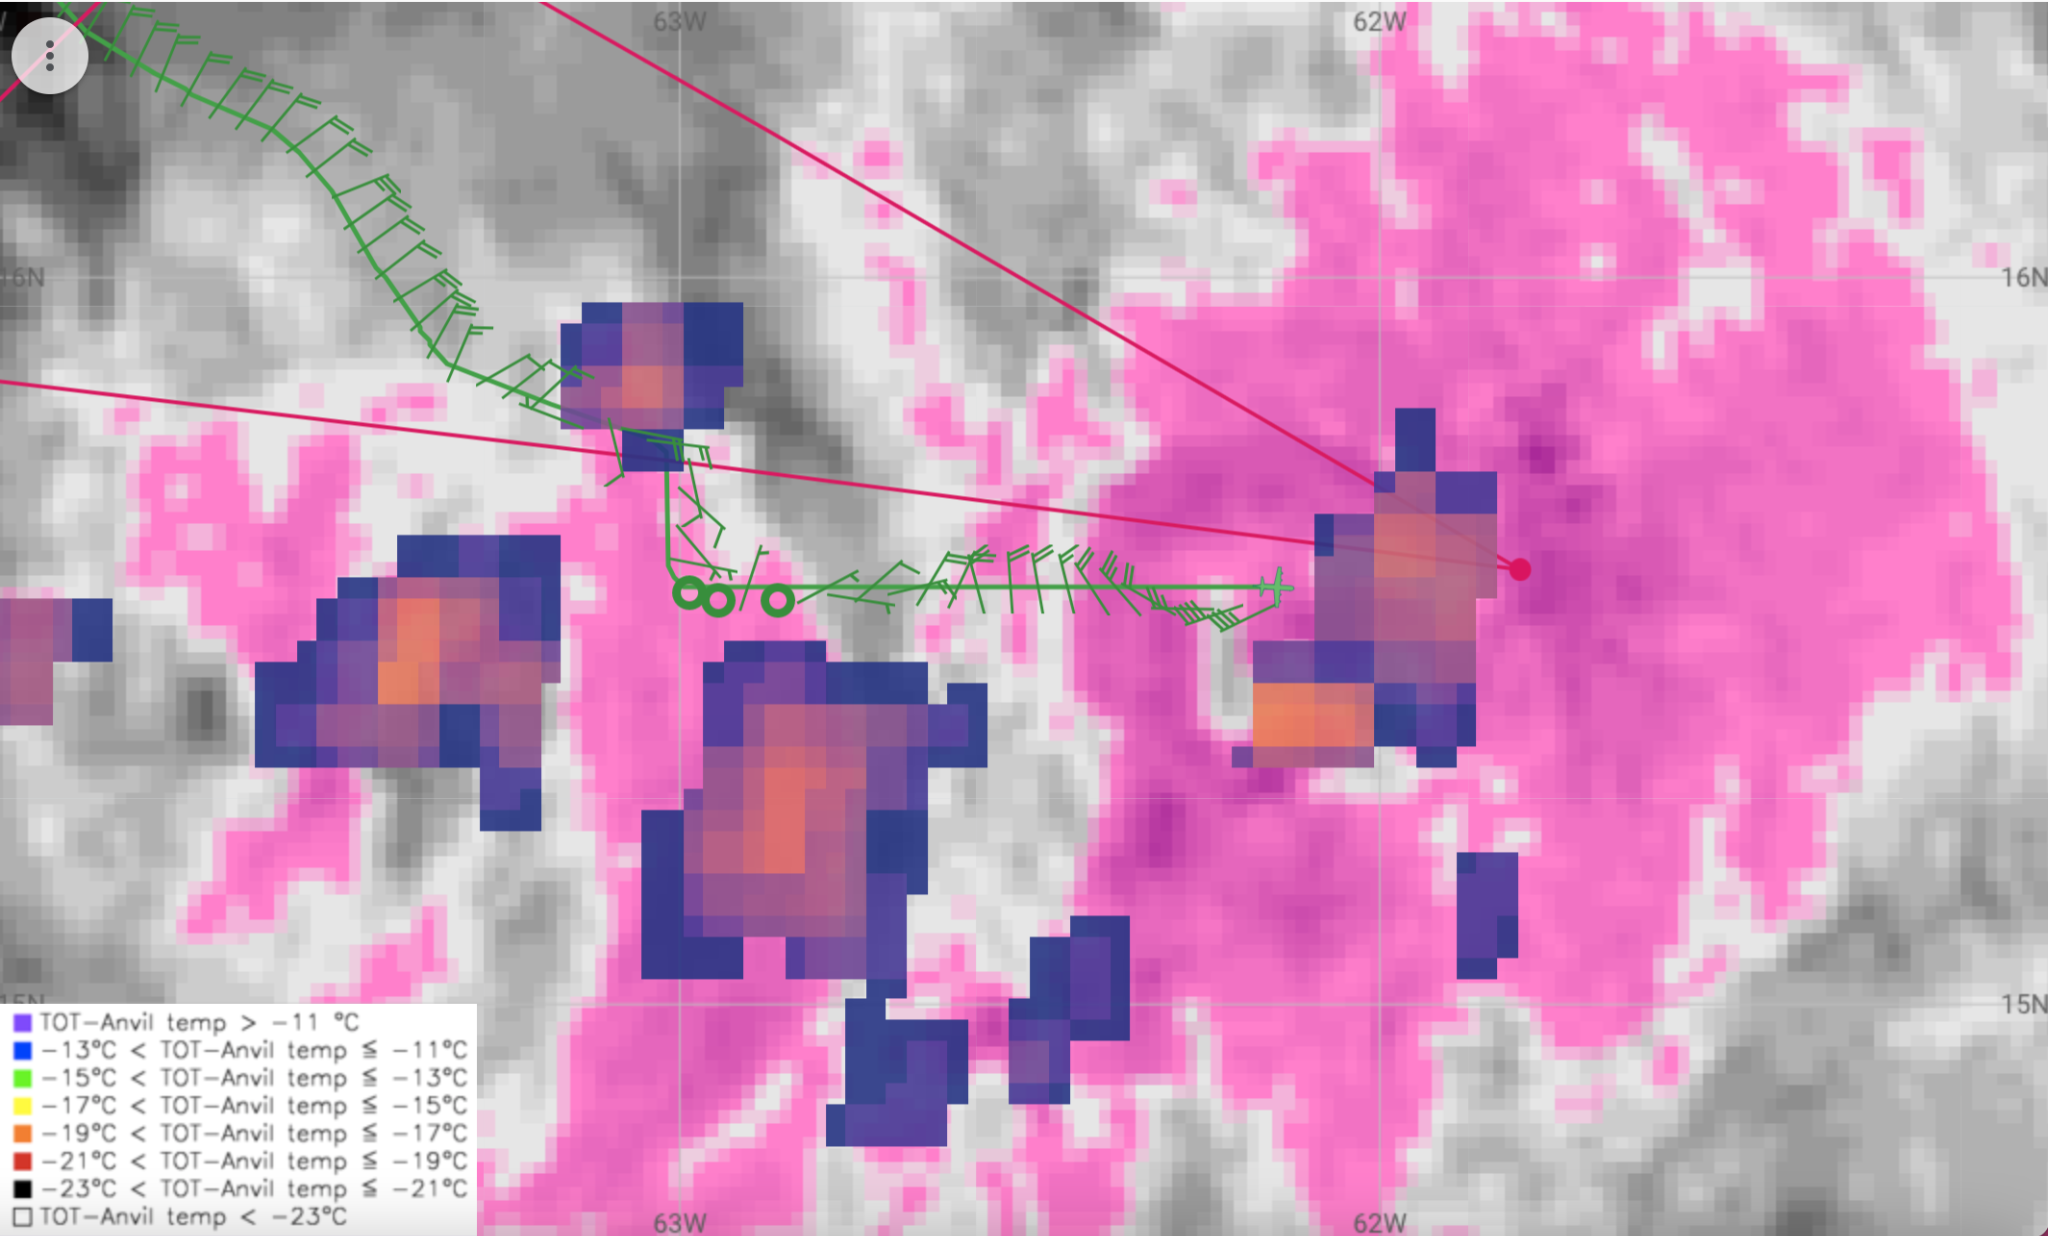 63W
62W
16N
16N
15N
15N
TOT-Anvil temp > -11 °C
-13°C < TOT-Anvil temp ≤ -11°C
-15°C < TOT-Anvil temp ≤ -13°C
-17°C < TOT-Anvil temp ≤ -15°C
-19°C < TOT-Anvil temp ≤ -17°C
-21°C < TOT-Anvil temp ≤ -19°C
-23°C < TOT-Anvil temp ≤ -21°C
TOT-Anvil temp < -23°C
63W
62W